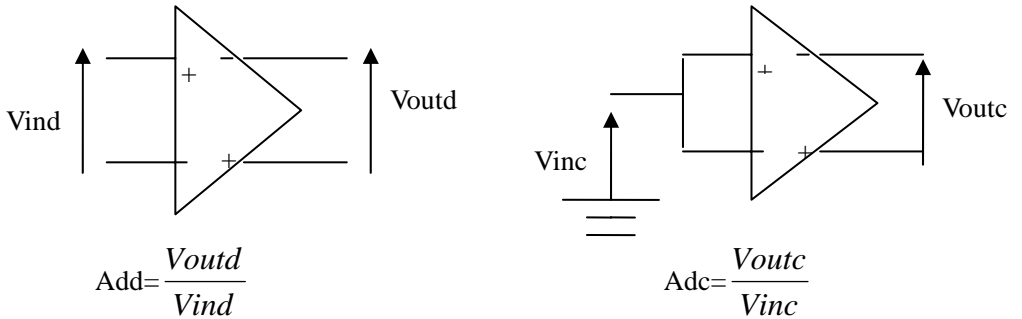 +
−
Vind
Voutd
+
Add=Voutd/Vind
+
−
Vinc
Voutc
+
Adc=Voutc/Vinc